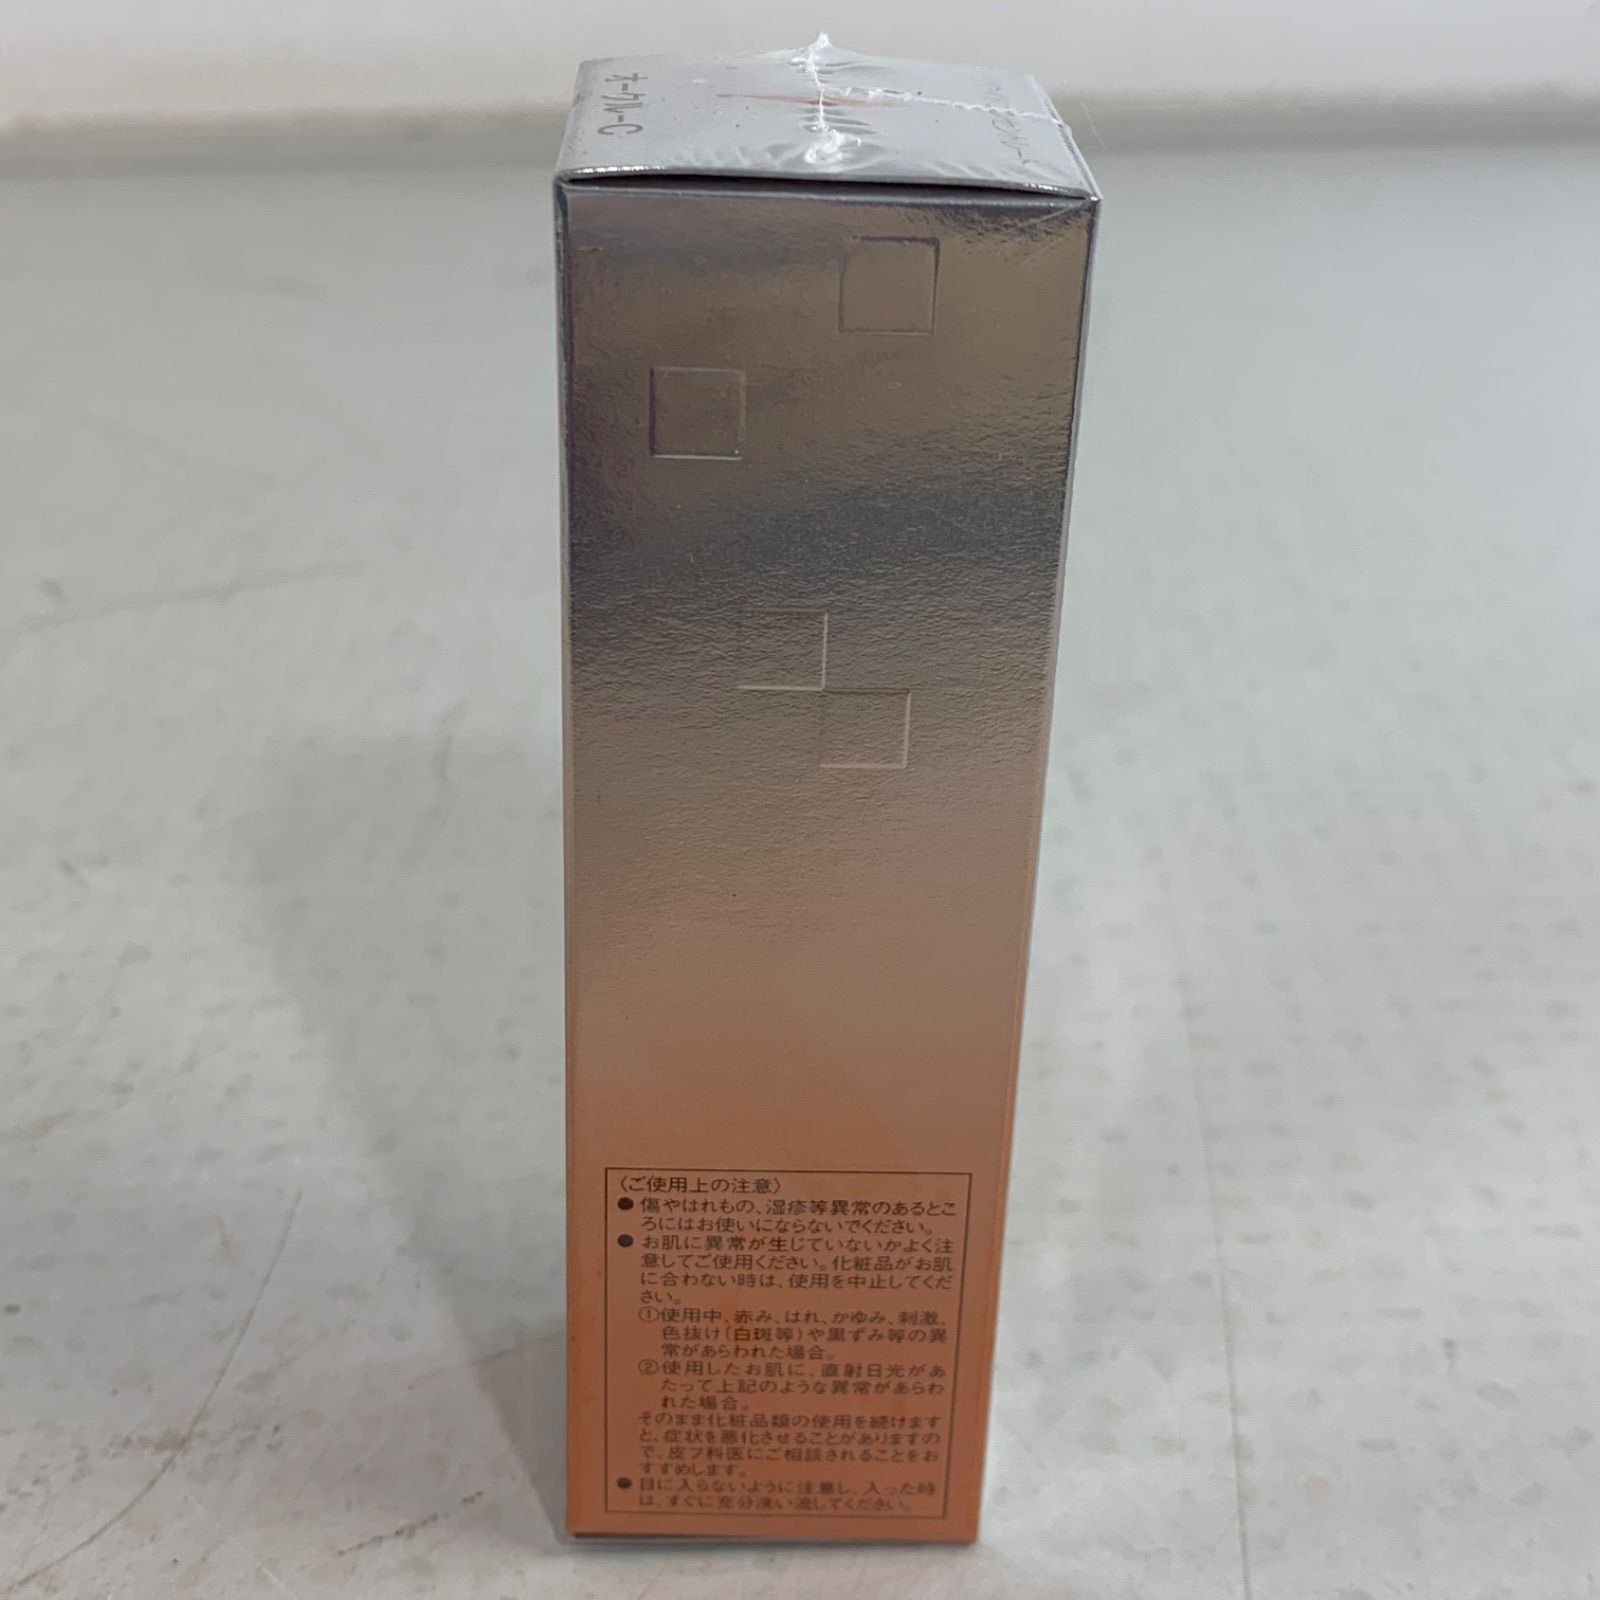 オークル-C
〈ご使用上の注意〉
● 傷やはれもの、湿疹等異常のあるとこ
ろにはお使いにならないでください。
● お肌に異常が生じていないかよく注
意してご使用ください。化粧品がお肌
に合わない時は、使用を中止してくだ
さい。
①使用中、赤み、はれ、かゆみ、刺激、
色抜け(白斑等)や黒ずみ等の異
常があらわれた場合。
②使用したお肌に、直射日光があ
たって上記のような異常があらわ
れた場合。
そのまま化粧品類の使用を続けます
と、症状を悪化させることがありますの
で、皮フ科医にご相談されることをお
すすめします。
● 目に入らないように注意し、入った時
は、すぐに充分洗い流してください。